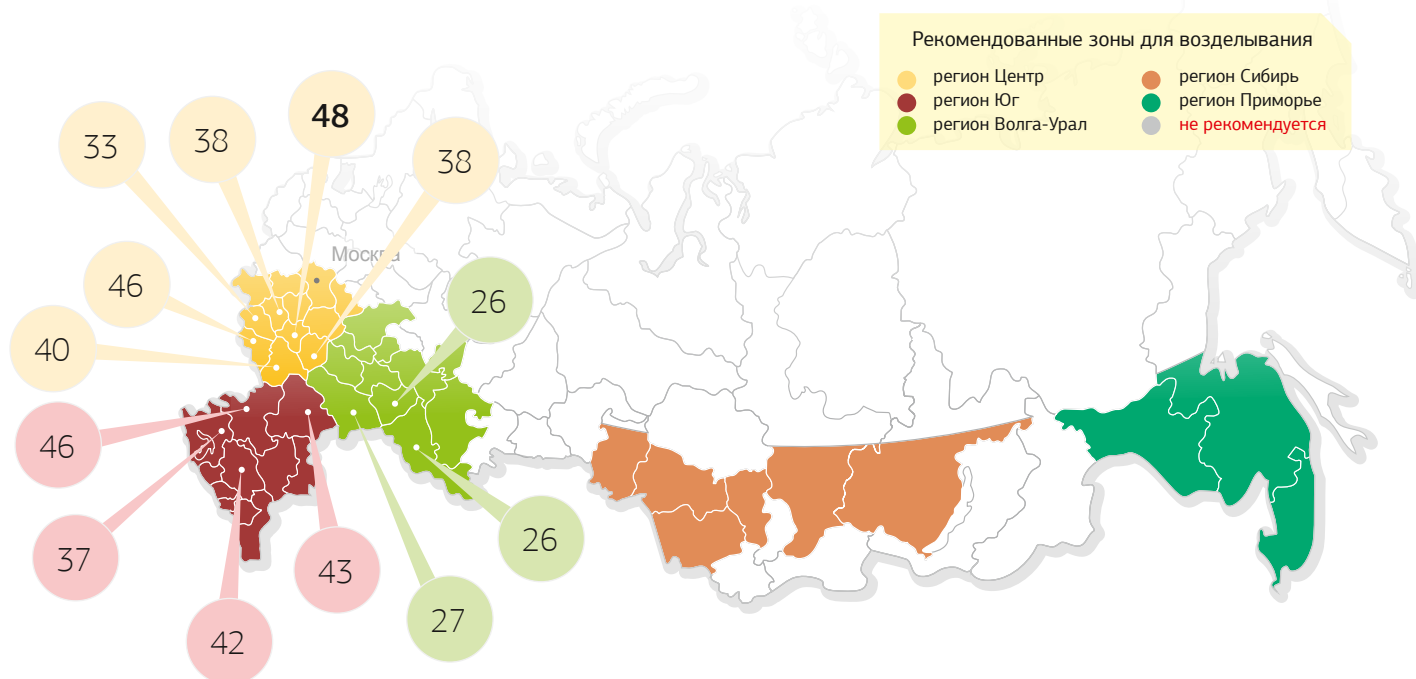 Рекомендованные зоны для возделывания
регион Центр
регион Юг
регион Волга-Урал
регион Сибирь
регион Приморье
не рекомендуется
48
38
33
38
Москва
46
26
40
46
26
37
43
27
42